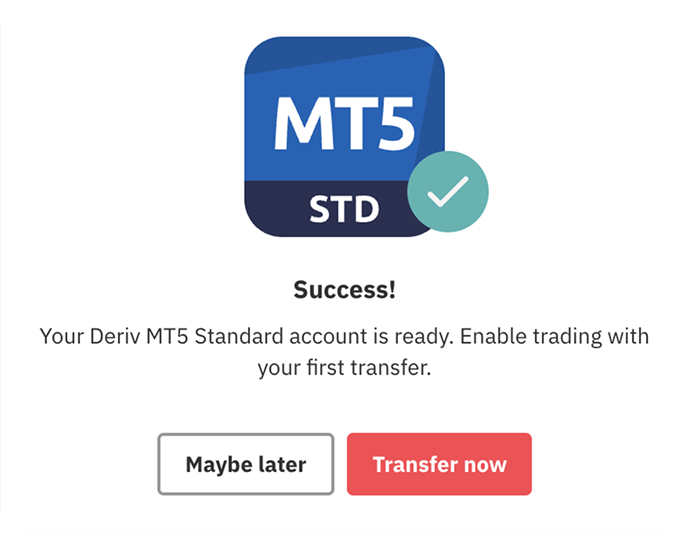 MT5
STD
Success!
Your Deriv MT5 Standard account is ready. Enable trading with
your first transfer.
Maybe later
Transfer now